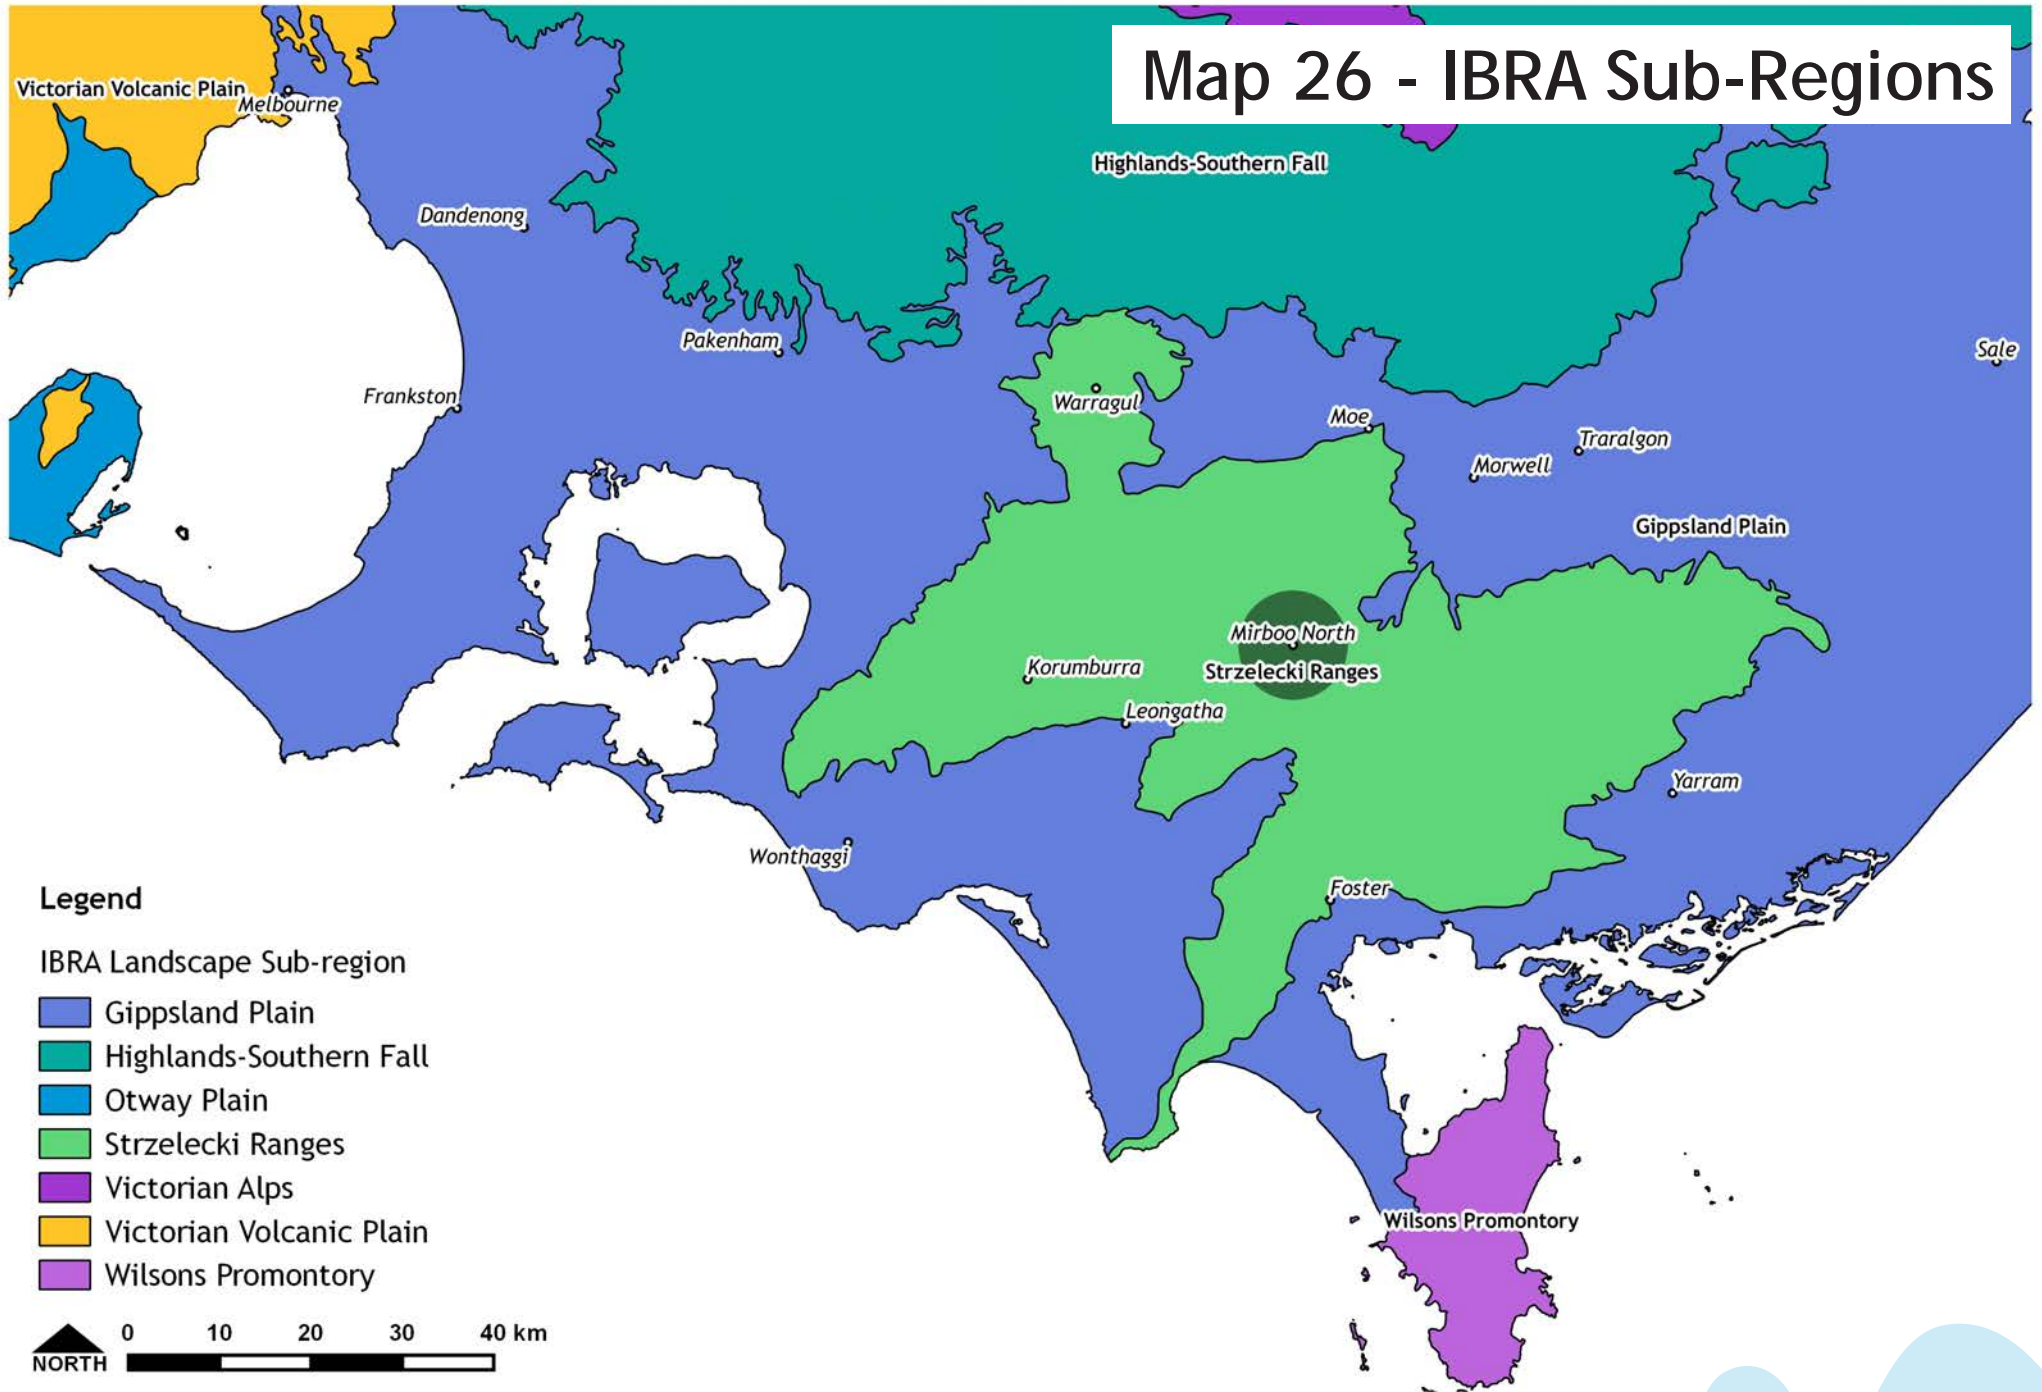 Map 26 - IBRA Sub-Regions
Victorian Volcanic Plain
Melbourne
Highlands-Southern Fall
Dandenong
Pakenham
Sale
Frankston
Warragul
Moe
Traralgon
Morwell
Gippsland Plain
Mirboo North
Korumburra
Strzelecki Ranges
Leongatha
Yarram
Wonthaggi
Foster
Wilsons Promontory
Legend
IBRA Landscape Sub-region
Gippsland Plain
Highlands-Southern Fall
Otway Plain
Strzelecki Ranges
Victorian Alps
Victorian Volcanic Plain
Wilsons Promontory
0 10 20 30 40 km
NORTH